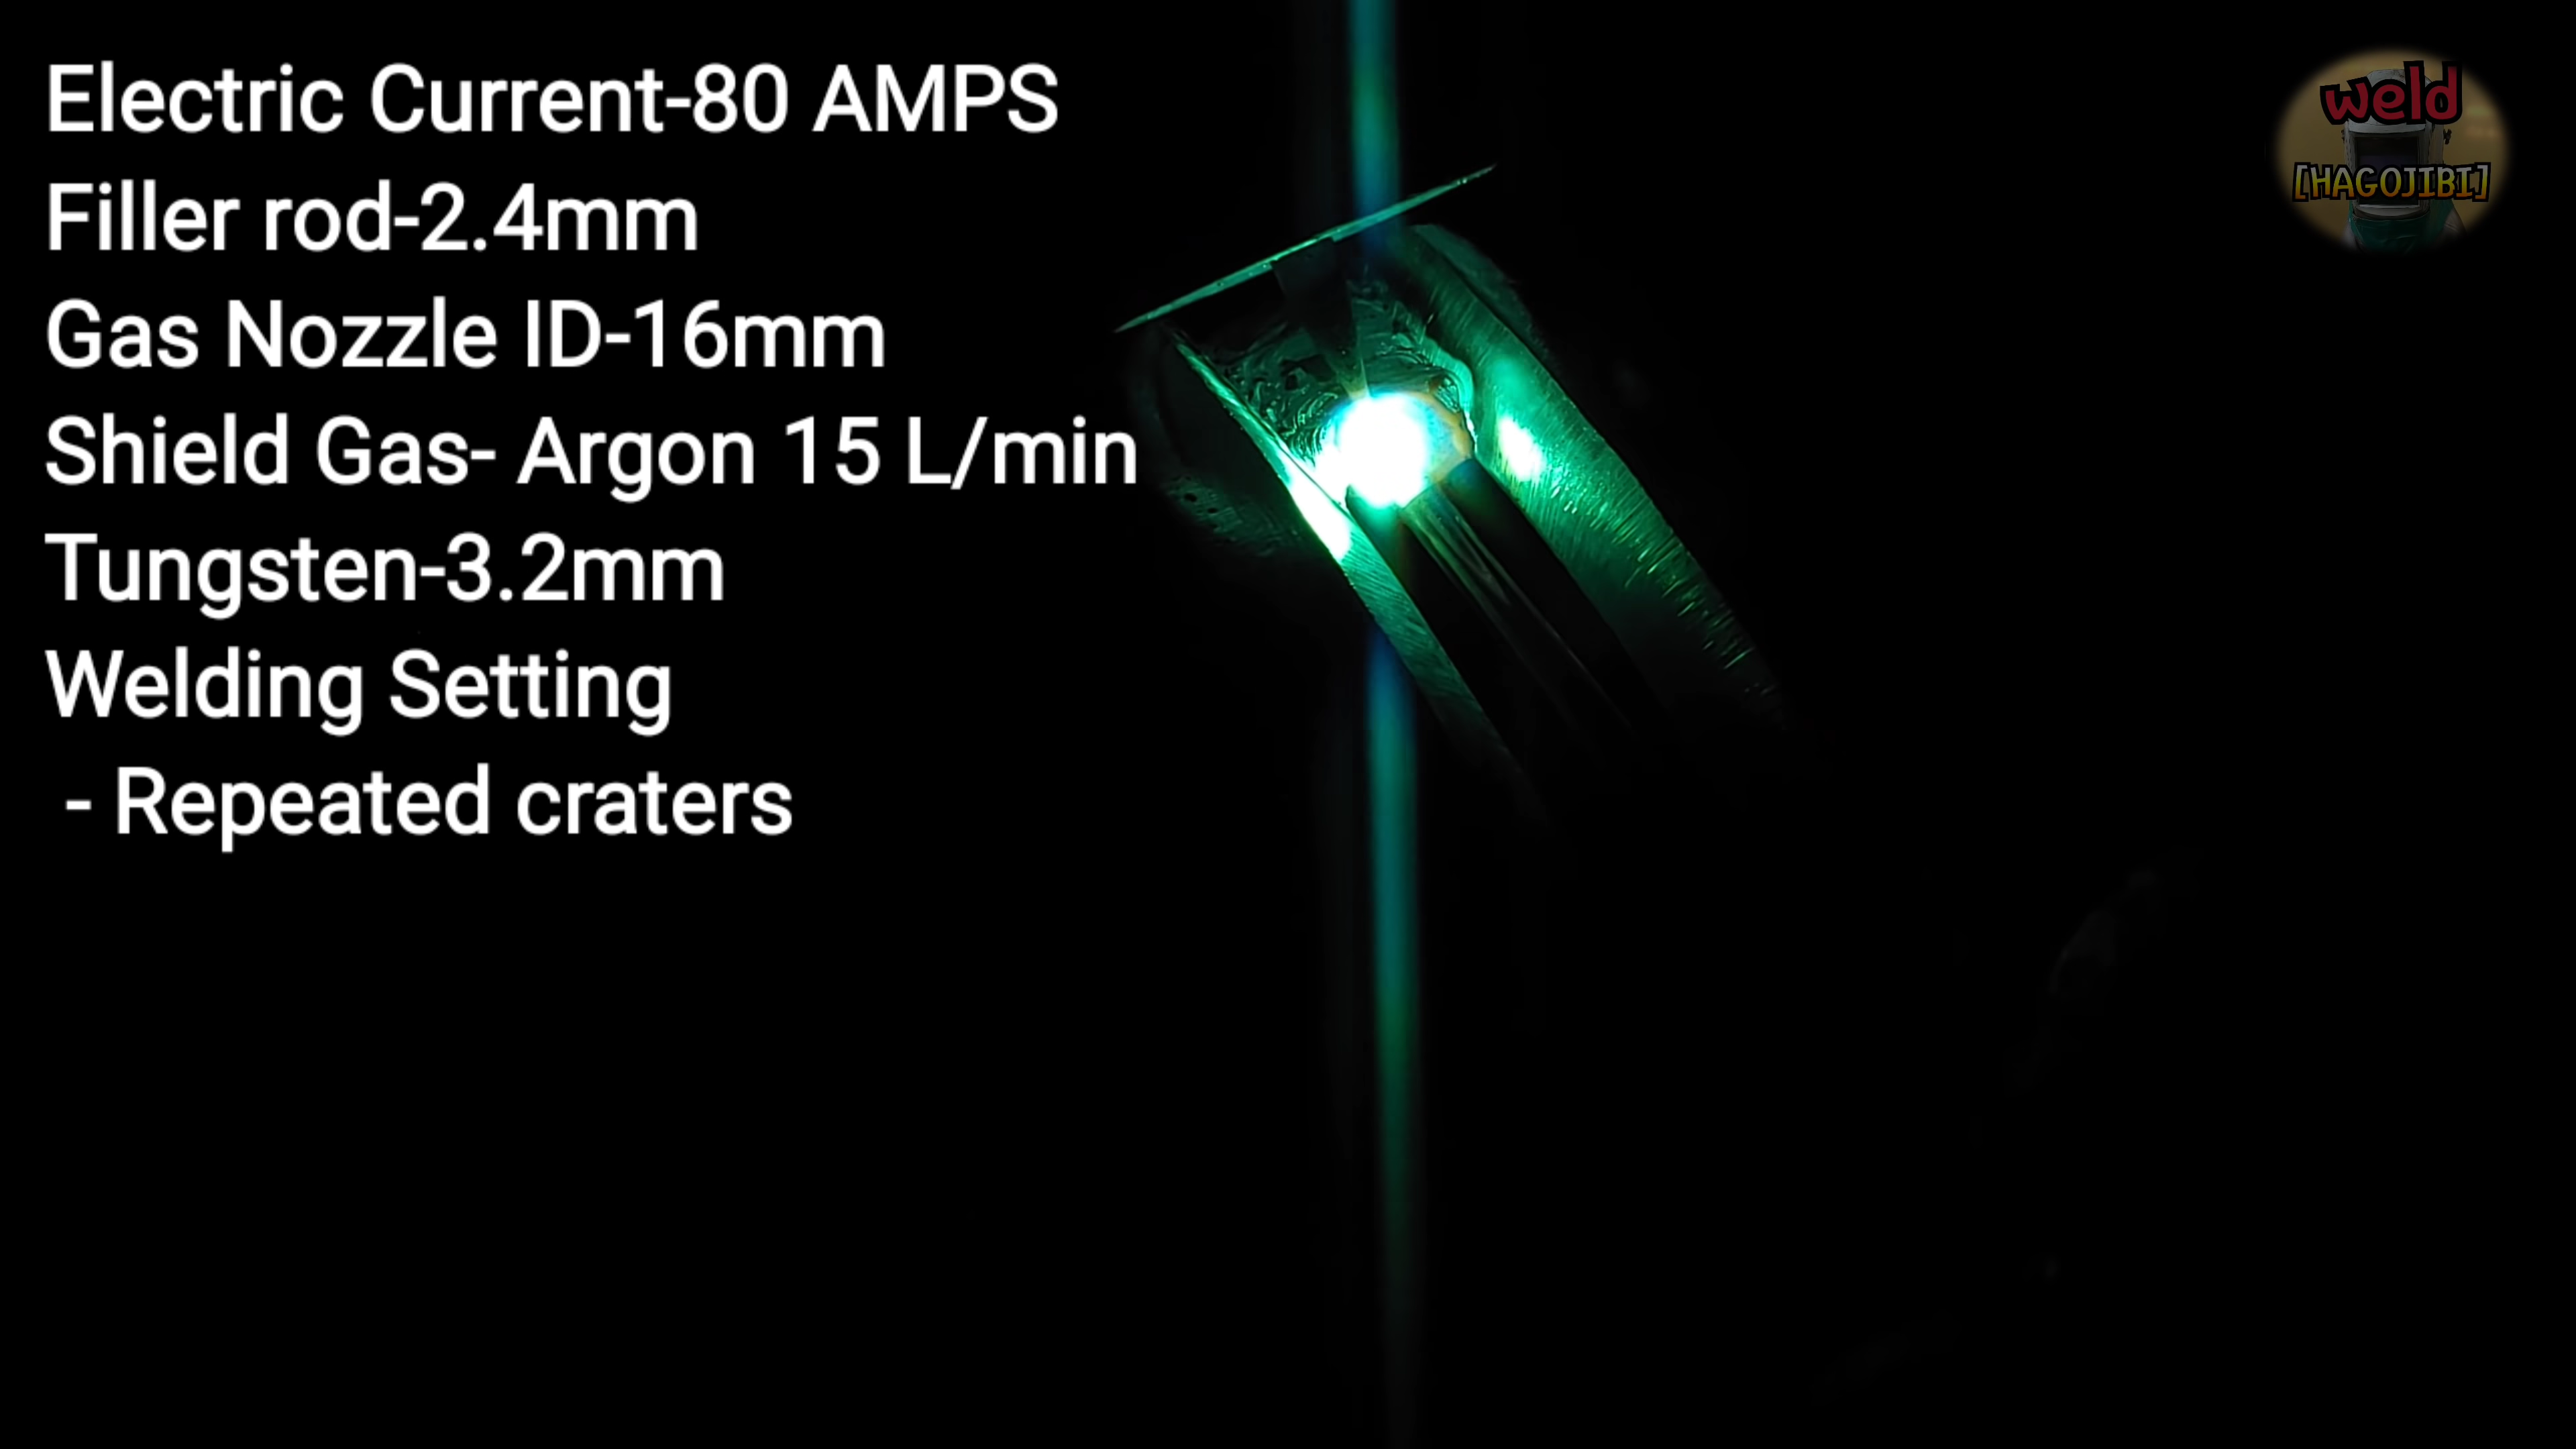 Electric Current-80 AMPS
Filler rod-2.4mm
Gas Nozzle ID-16mm
Shield Gas- Argon 15 L/min
Tungsten-3.2mm
Welding Setting
- Repeated craters
weld
[HAGOJIBI]